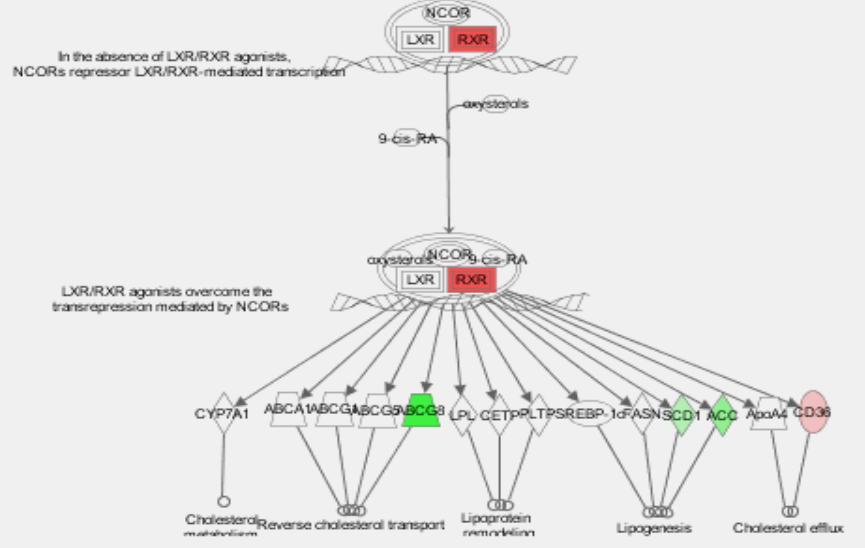 NCOR
LXR RXR
In the absence of LXR/RXR agonists,
NCORs repressor LXR/RXR-mediated transcription
oxysterols
9-cis-RA
oxysterols NCOR 9-cis-RA
LXR RXR
LXR/RXR agonists overcome the
transrepression mediated by NCORs
CYP7A1 ABCA1 ABCG1 ABCG5 ABCG8 LPL CETP PLTP SREBP-1c FASN SCD1 ACC ApoA4 CD36
Cholesterol
metabolism
Reverse cholesterol transport
Lipoprotein
remodeling
Lipogenesis
Cholesterol efflux